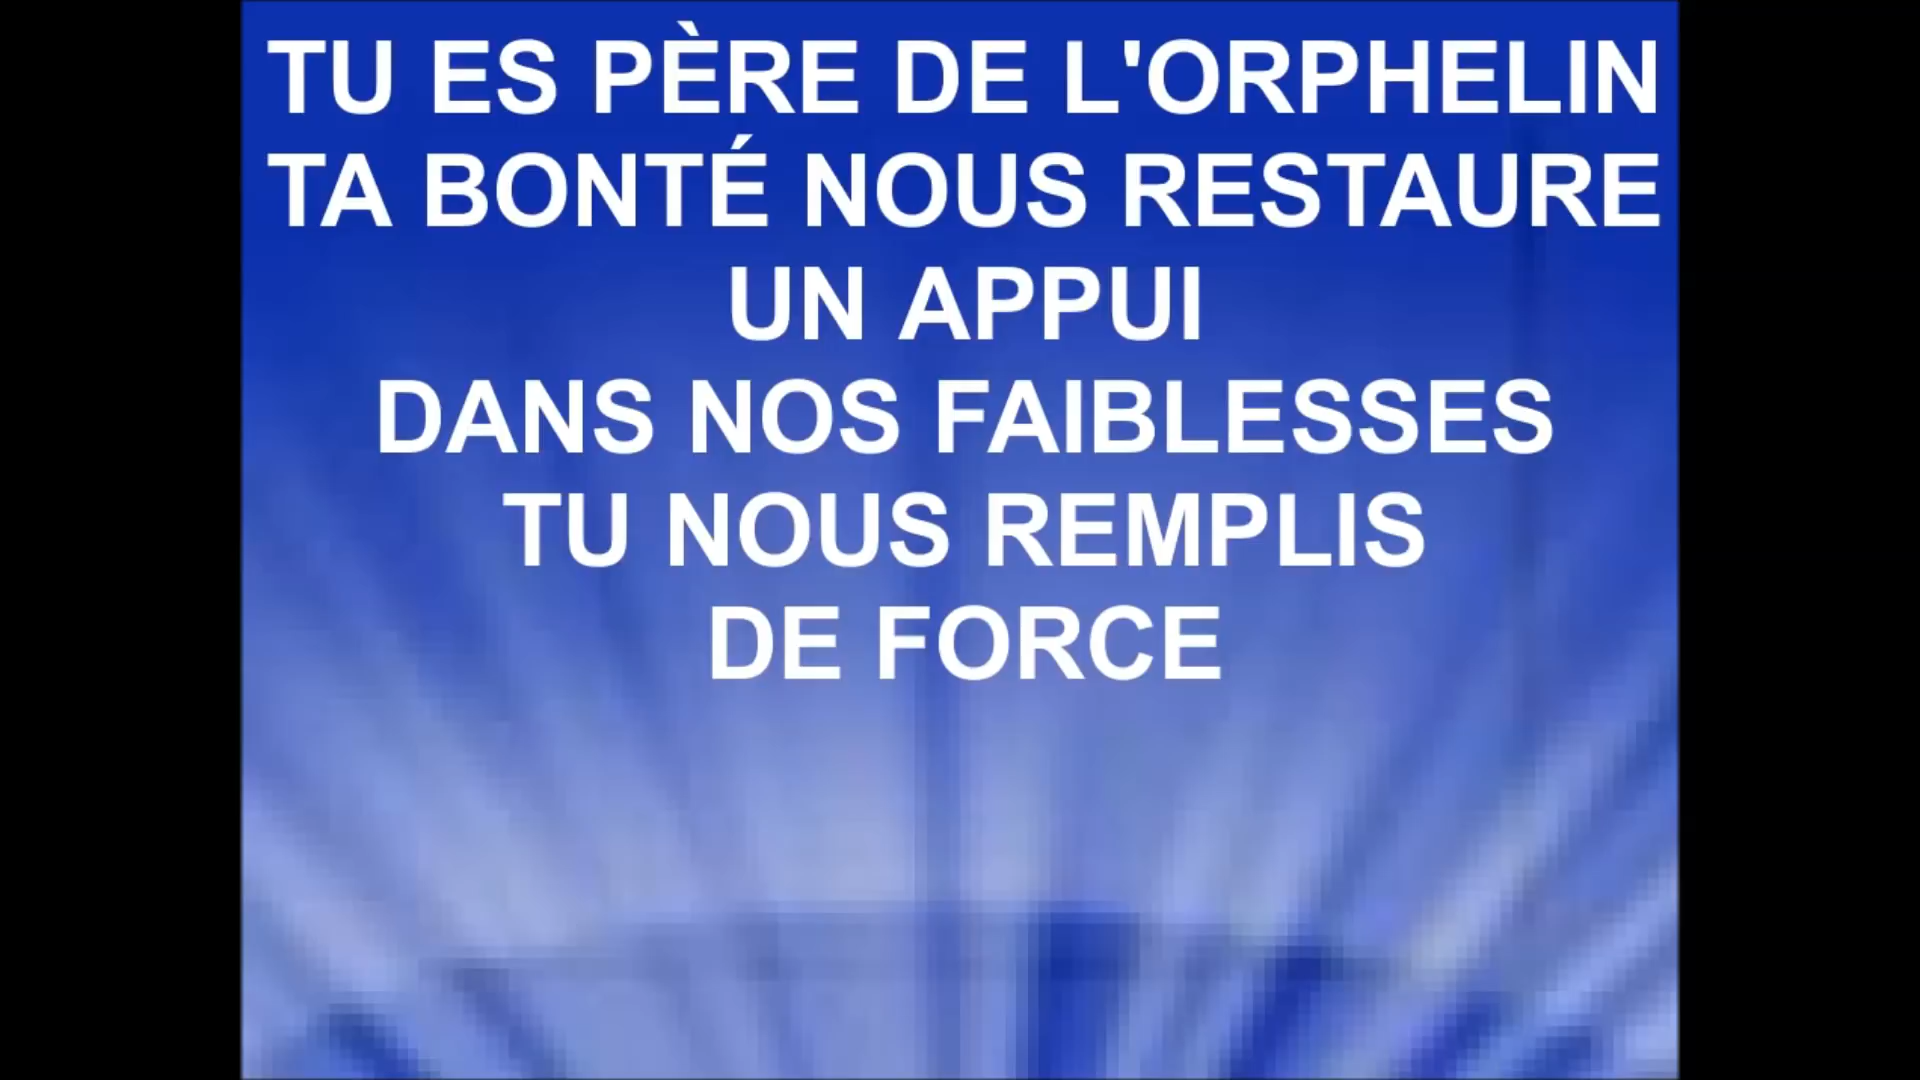 TU ES PÈRE DE L'ORPHELIN
TA BONTÉ NOUS RESTAURE
UN APPUI
DANS NOS FAIBLESSES
TU NOUS REMPLIS
DE FORCE